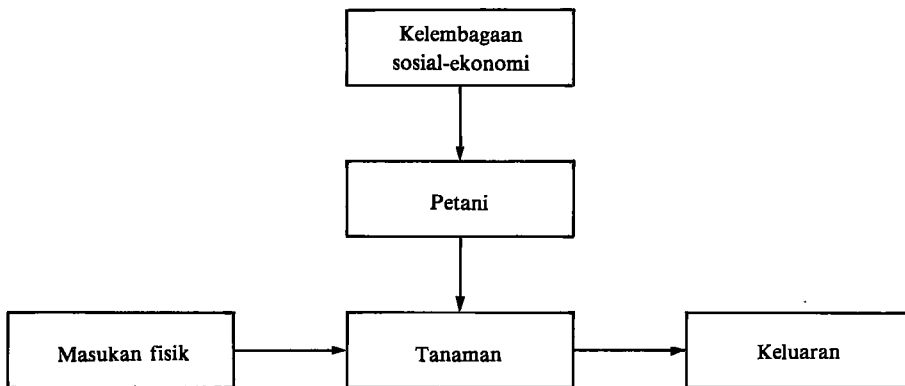 Kelembagaan
sosial-ekonomi
Petani
Masukan fisik
Tanaman
Keluaran